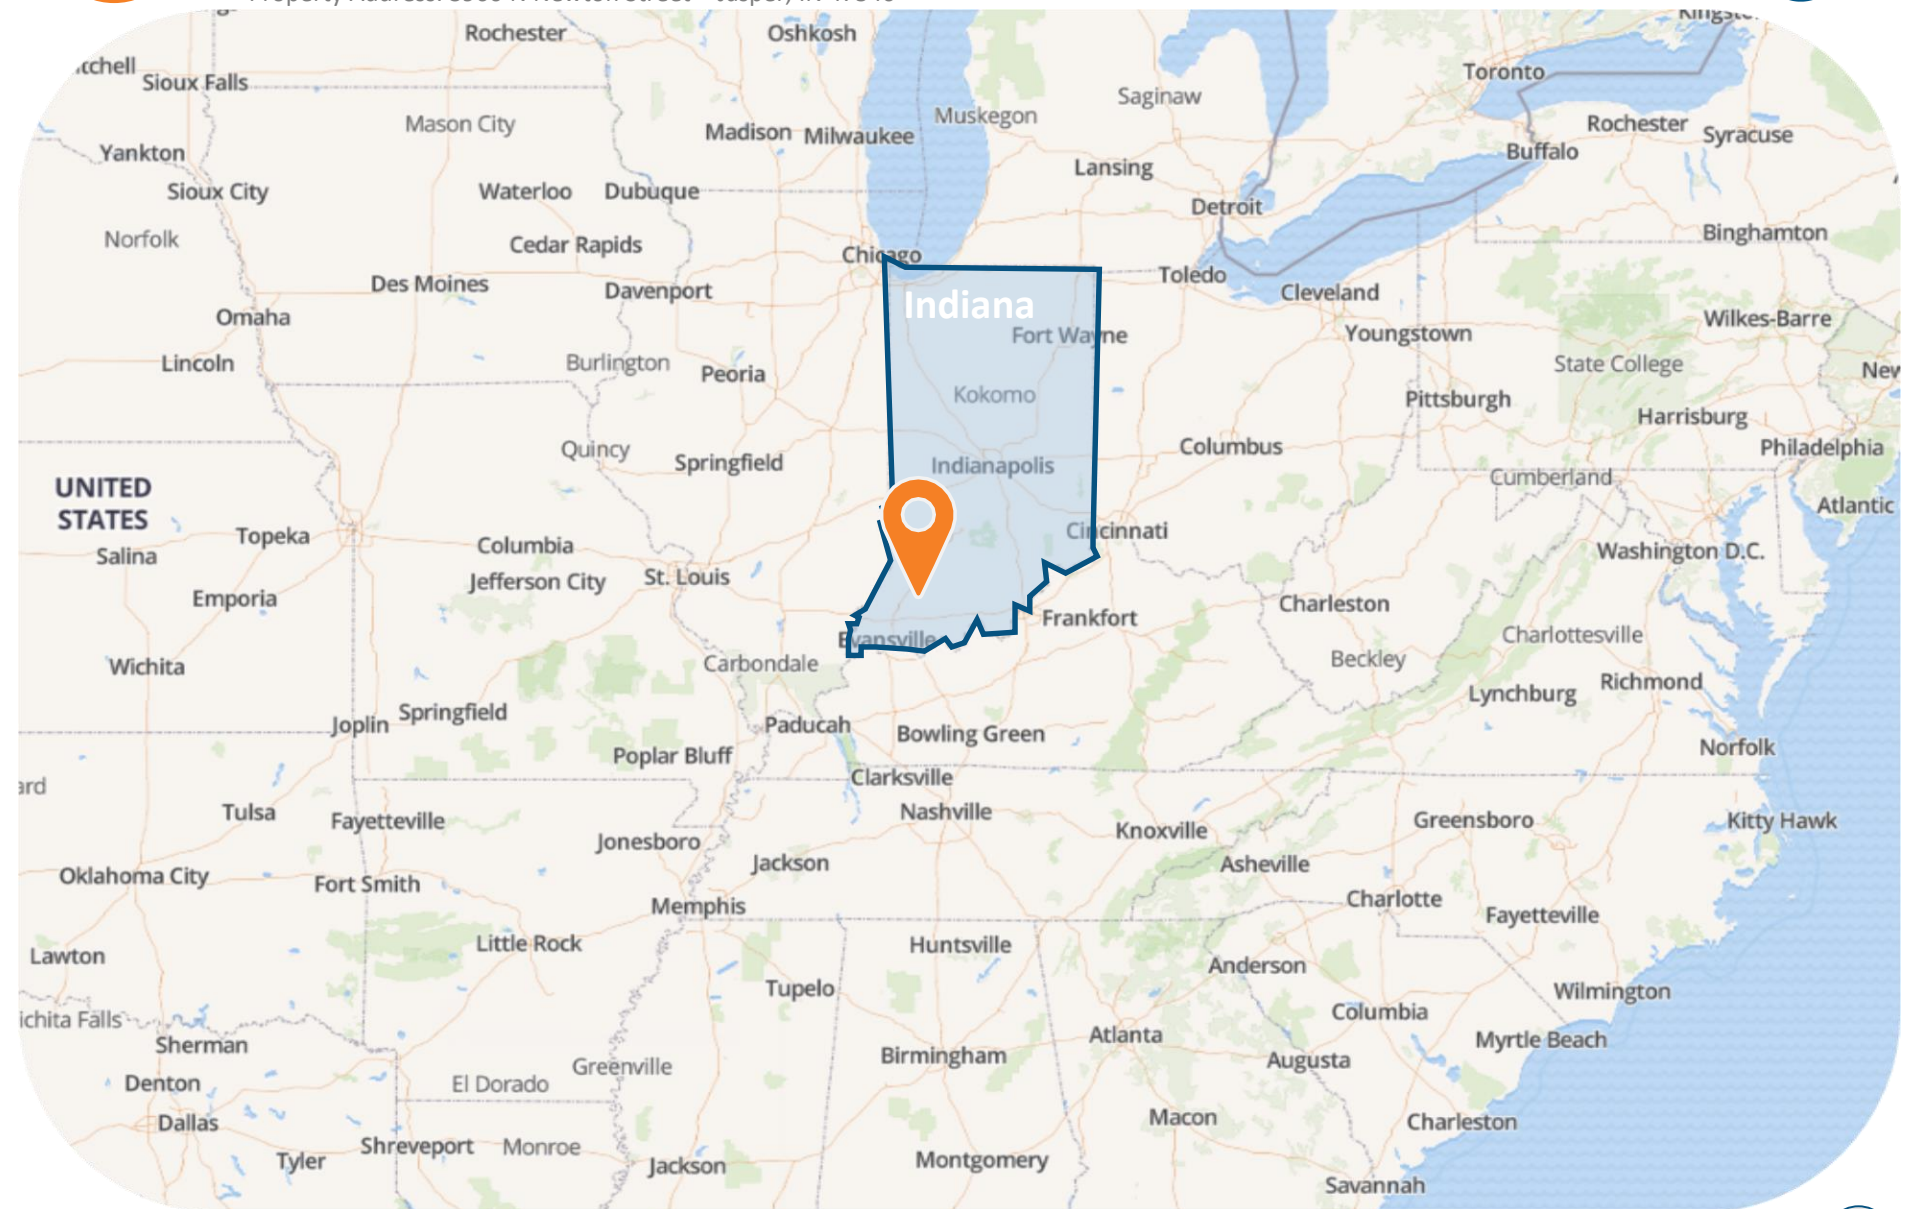 Rochester
Oshkosh
Toronto
Sioux Falls
Saginaw
Muskegon
Mason City
Madison
Milwaukee
Rochester
Syracuse
Yankton
Buffalo
Lansing
Sioux City
Waterloo
Dubuque
Detroit
Norfolk
Cedar Rapids
Binghamton
Chicago
Des Moines
Davenport
Toledo
Cleveland
Indiana
Omaha
Fort Wayne
Youngstown
Wilkes-Barre
Lincoln
Burlington
Peoria
State College
New
Kokomo
Pittsburgh
Harrisburg
Quincy
Springfield
Indianapolis
Columbus
Philadelphia
Cumberland
UNITED
STATES
Atlantic
Salina
Topeka
Columbia
Cincinnati
Washington D.C.
Jefferson City
St. Louis
Emporia
Charleston
Frankfort
Evansville
Charlottesville
Wichita
Carbondale
Beckley
Richmond
Lynchburg
Joplin
Springfield
Paducah
Bowling Green
Poplar Bluff
Norfolk
Clarksville
ard
Tulsa
Fayetteville
Nashville
Knoxville
Greensboro
Kitty Hawk
Jonesboro
Jackson
Asheville
Oklahoma City
Fort Smith
Memphis
Charlotte
Fayetteville
Little Rock
Huntsville
Lawton
Anderson
Tupelo
Wilmington
ichita Falls
Columbia
Sherman
Atlanta
Myrtle Beach
Birmingham
Augusta
Greenville
Denton
El Dorado
Dallas
Macon
Charleston
Shreveport
Monroe
Tyler
Jackson
Montgomery
Savannah